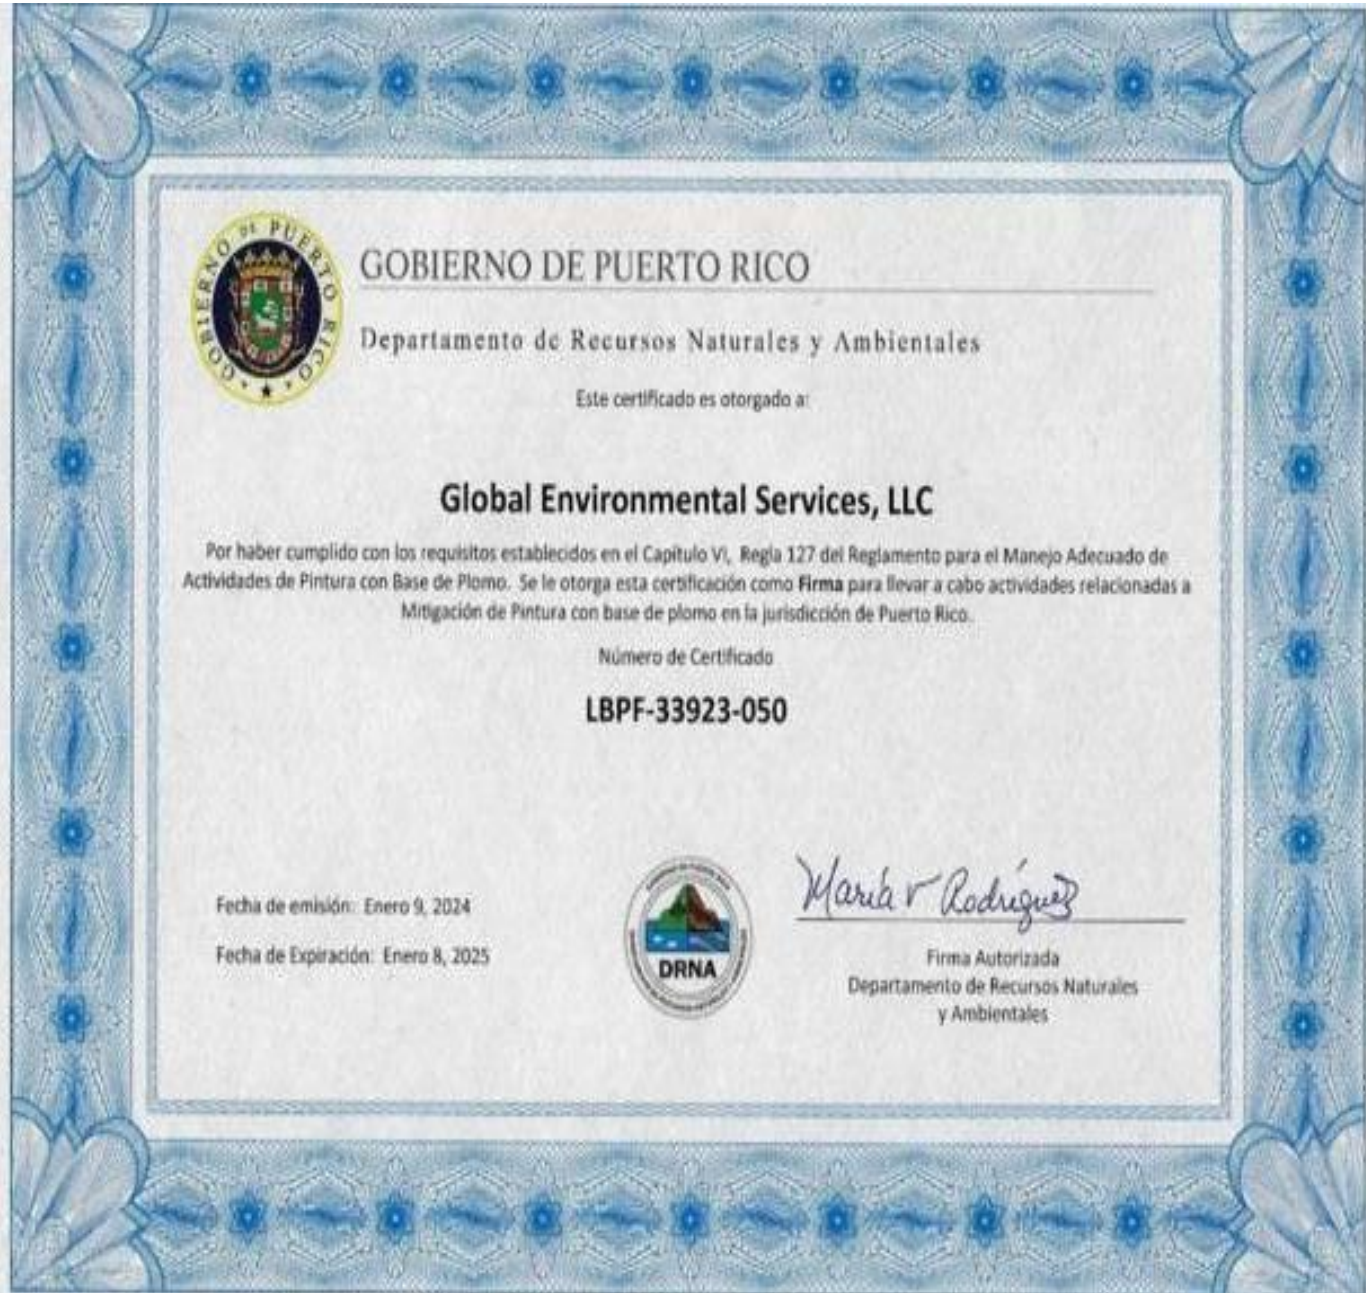 GOBIERNO DE PUERTO RICO
GOBIERNO DE PUERTO RICO
Departamento de Recursos Naturales y Ambientales
Este certificado es otorgado a:
Global Environmental Services, LLC
Por haber cumplido con los requisitos establecidos en el Capítulo VI, Regla 127 del Reglamento para el Manejo Adecuado de
Actividades de Pintura con Base de Plomo. Se le otorga esta certificación como Firma para llevar a cabo actividades relacionadas a
Mitigación de Pintura con base de plomo en la jurisdicción de Puerto Rico.
Número de Certificado
LBPF-33923-050
Fecha de emisión: Enero 9, 2024
Fecha de Expiración: Enero 8, 2025
DRNA
María V Rodríguez
Firma Autorizada
Departamento de Recursos Naturales
y Ambientales